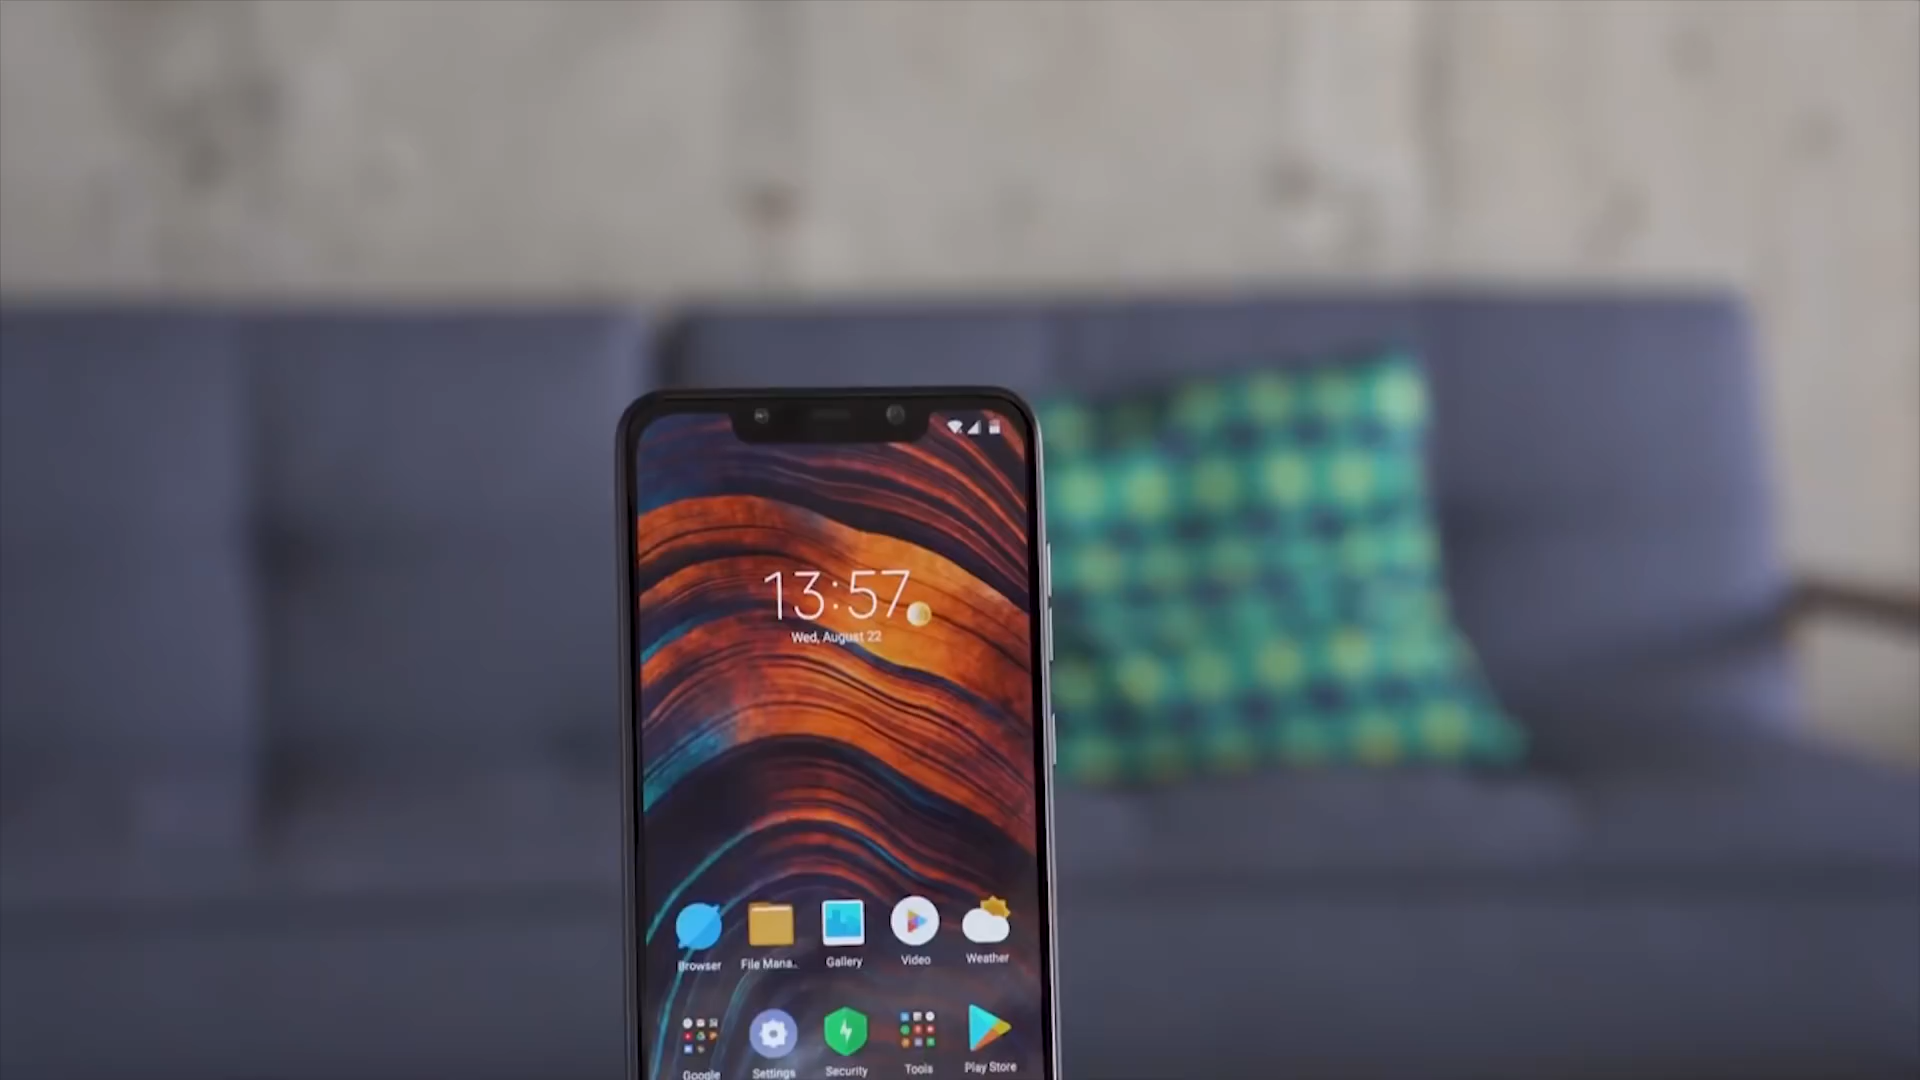 13:57
Wed, August 22
Browser File Mana.. Gallery Video Weather
Google Settings Security Tools Play Store